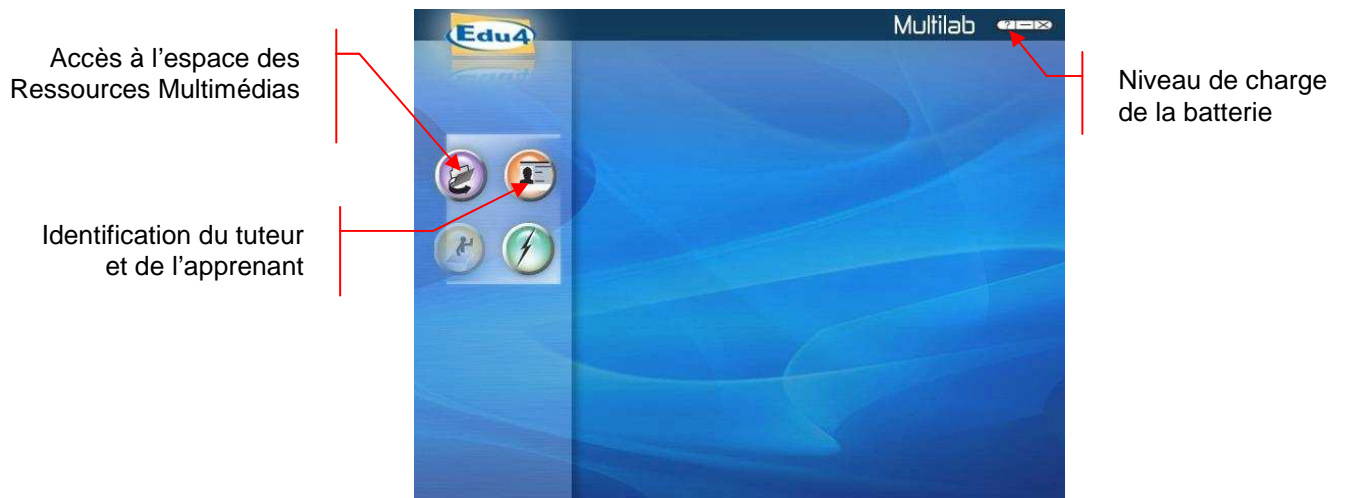 Edu4
Multilab
? – X
Accès à l’espace des
Ressources Multimédias
Niveau de charge
de la batterie
Identification du tuteur
et de l’apprenant